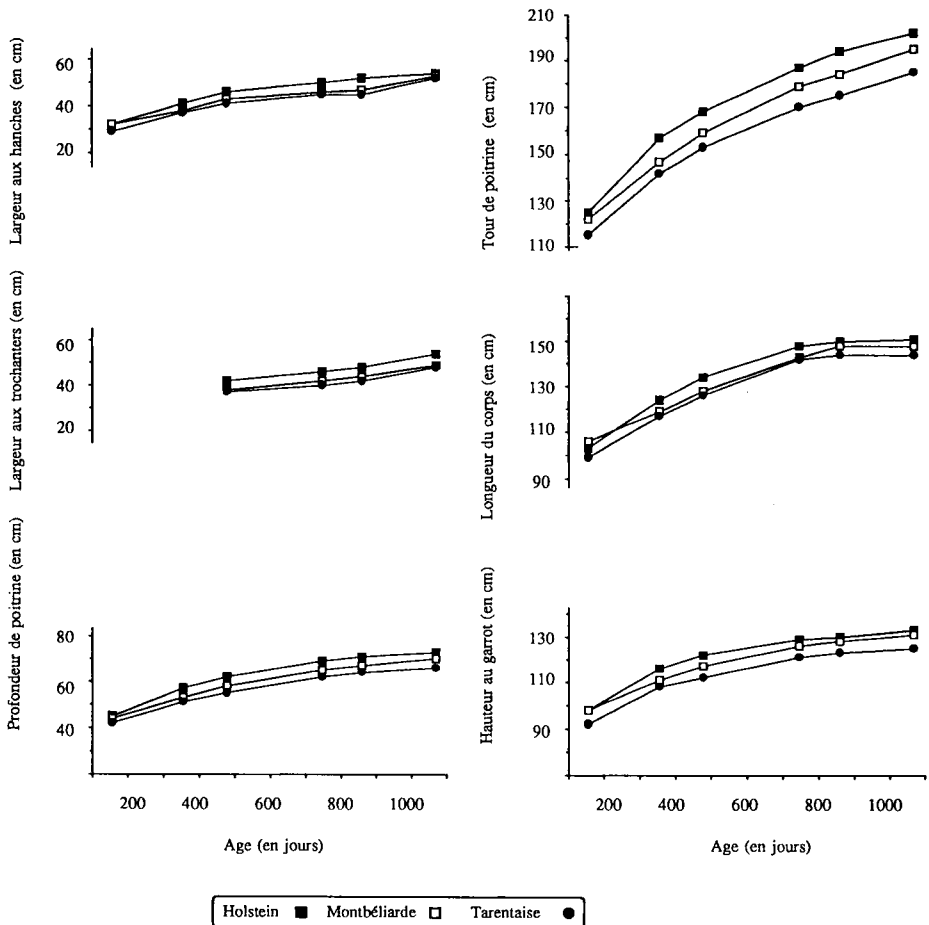 Largeur aux hanches (en cm)
60
40
20
Tour de poitrine (en cm)
210
190
170
150
130
110
Largeur aux trochanters (en cm)
60
40
20
Longueur du corps (en cm)
150
130
110
90
Profondeur de poitrine (en cm)
80
60
40
200 400 600 800 1000
Age (en jours)
Hauteur au garrot (en cm)
130
110
90
200 400 600 800 1000
Age (en jours)
Holstein Montbéliarde Tarentaise